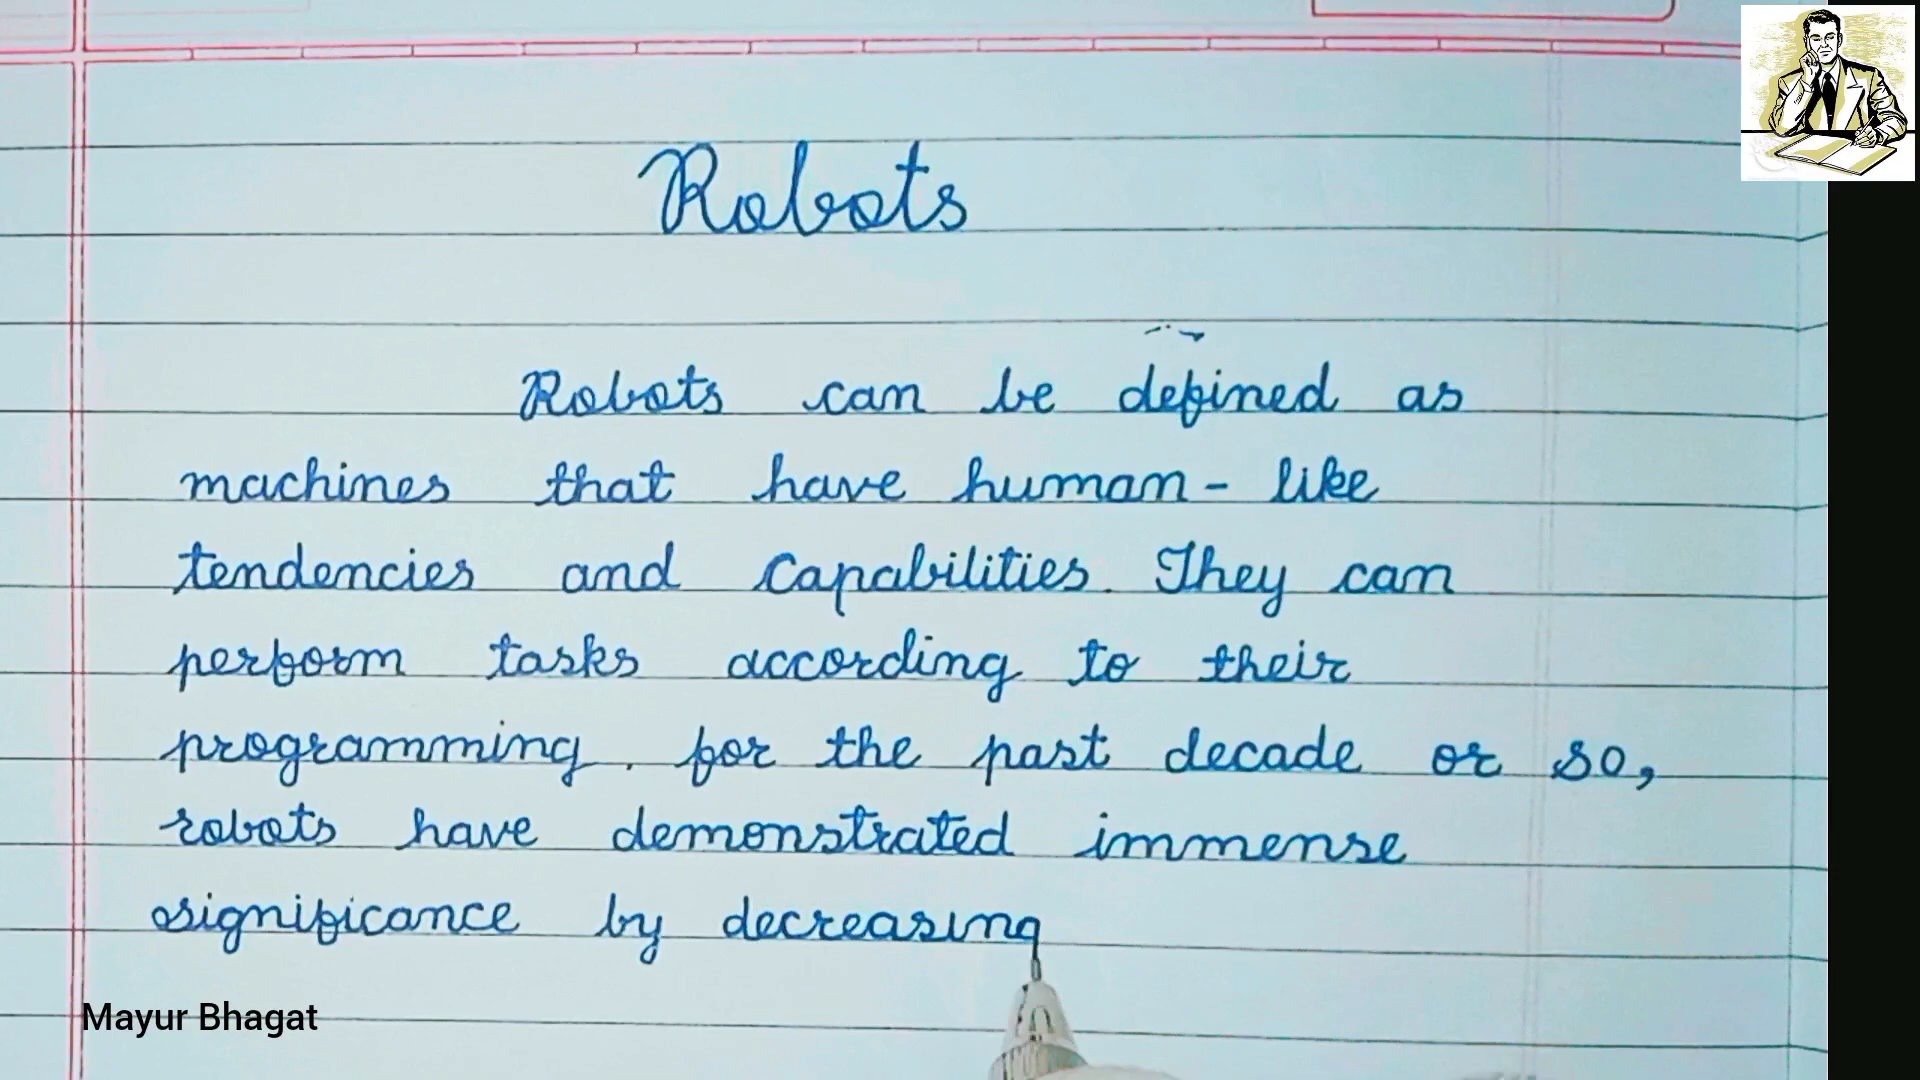 Robots
Robots can be defined as
machines that have human - like
tendencies and capabilities. They can
perform tasks according to their
programming. for the past decade or so,
robots have demonstrated immense
significance by decreasing
Mayur Bhagat